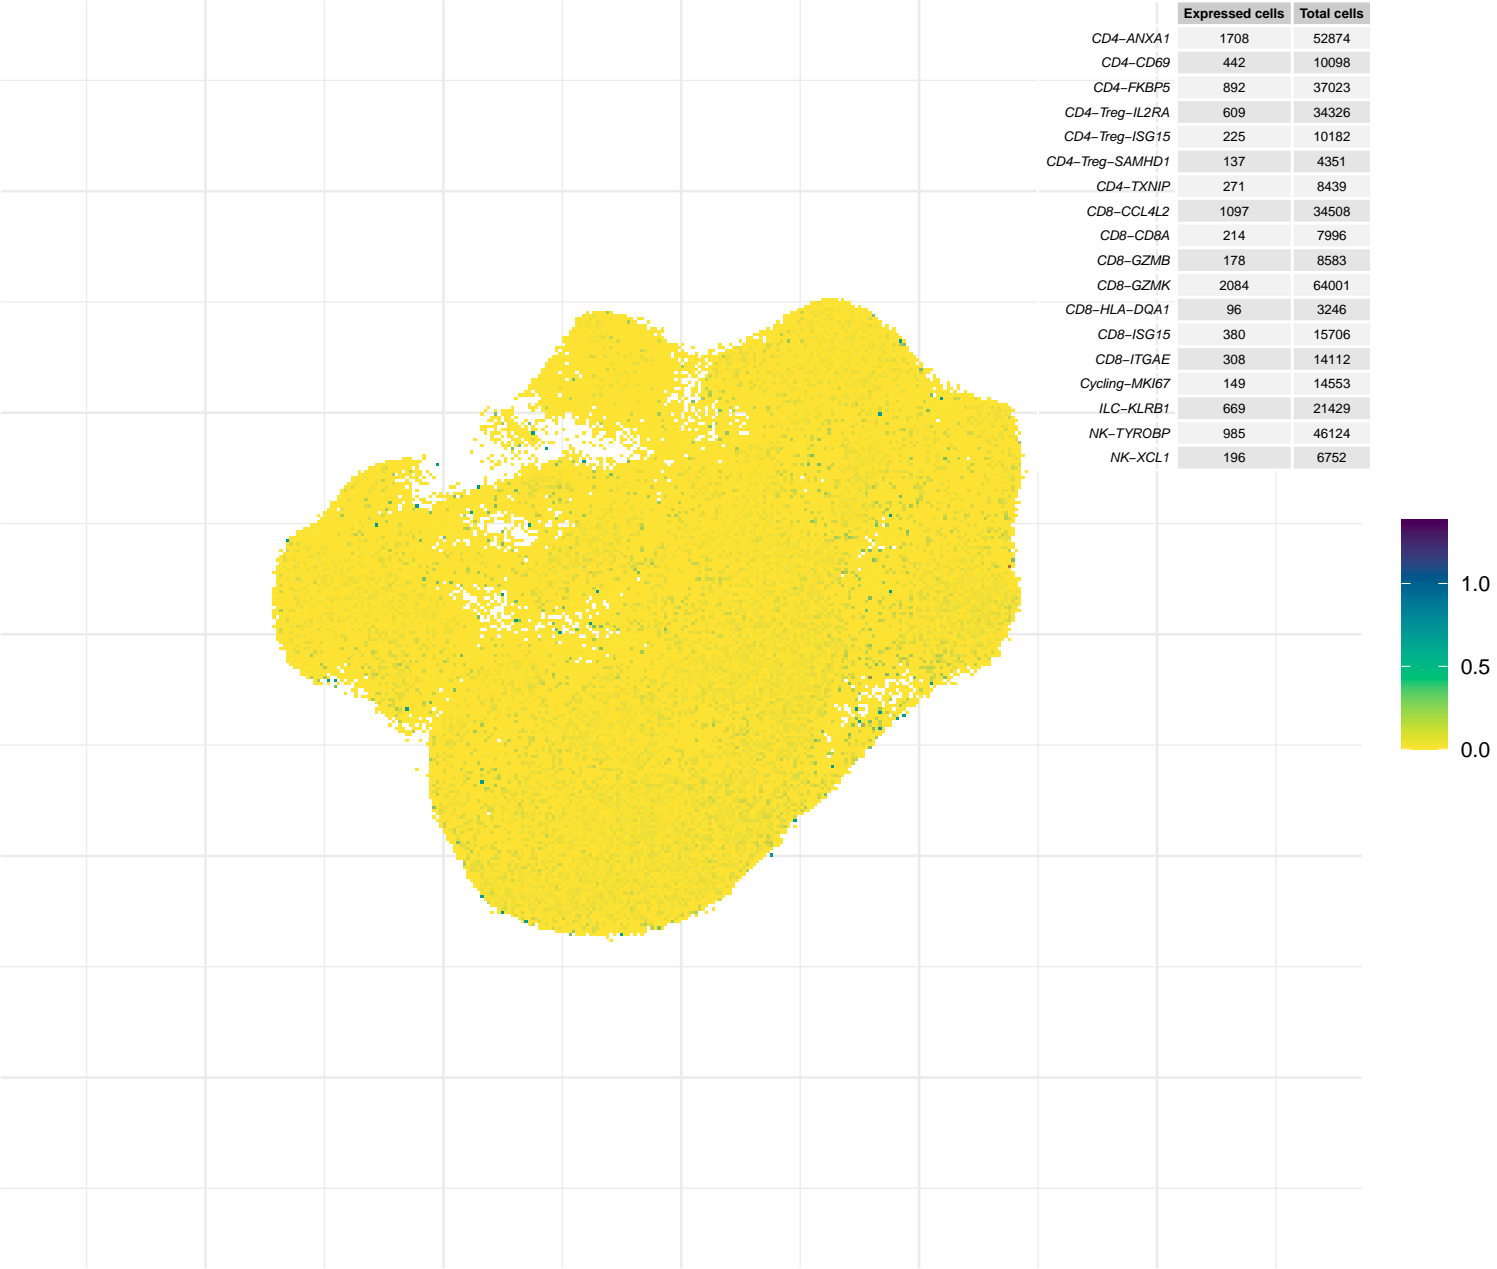 Expressed cells Total cells
CD4−ANXA1 1708 52874
CD4−CD69 442 10098
CD4−FKBP5 892 37023
CD4−Treg−IL2RA 609 34326
CD4−Treg−ISG15 225 10182
CD4−Treg−SAMHD1 137 4351
CD4−TXNIP 271 8439
CD8−CCL4L2 1097 34508
CD8−CD8A 214 7996
CD8−GZMB 178 8583
CD8−GZMK 2084 64001
CD8−HLA−DQA1 96 3246
CD8−ISG15 380 15706
CD8−ITGAE 308 14112
Cycling−MKI67 149 14553
ILC−KLRB1 669 21429
NK−TYROBP 985 46124
NK−XCL1 196 6752
1.0
0.5
0.0